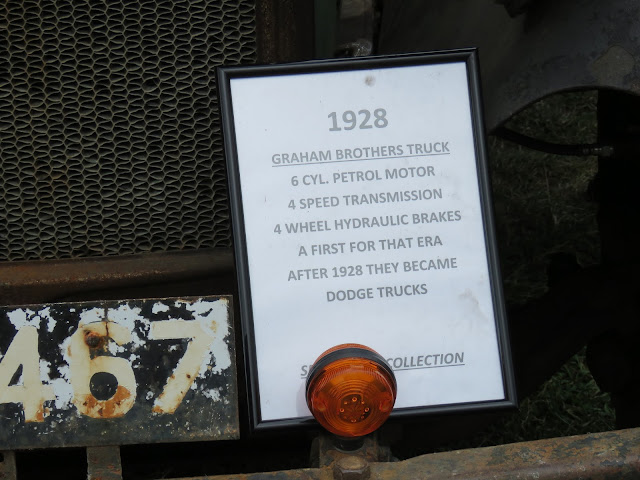 1928
GRAHAM BROTHERS TRUCK
6 CYL. PETROL MOTOR
4 SPEED TRANSMISSION
4 WHEEL HYDRAULIC BRAKES
A FIRST FOR THAT ERA
AFTER 1928 THEY BECAME
DODGE TRUCKS
COLLECTION
467